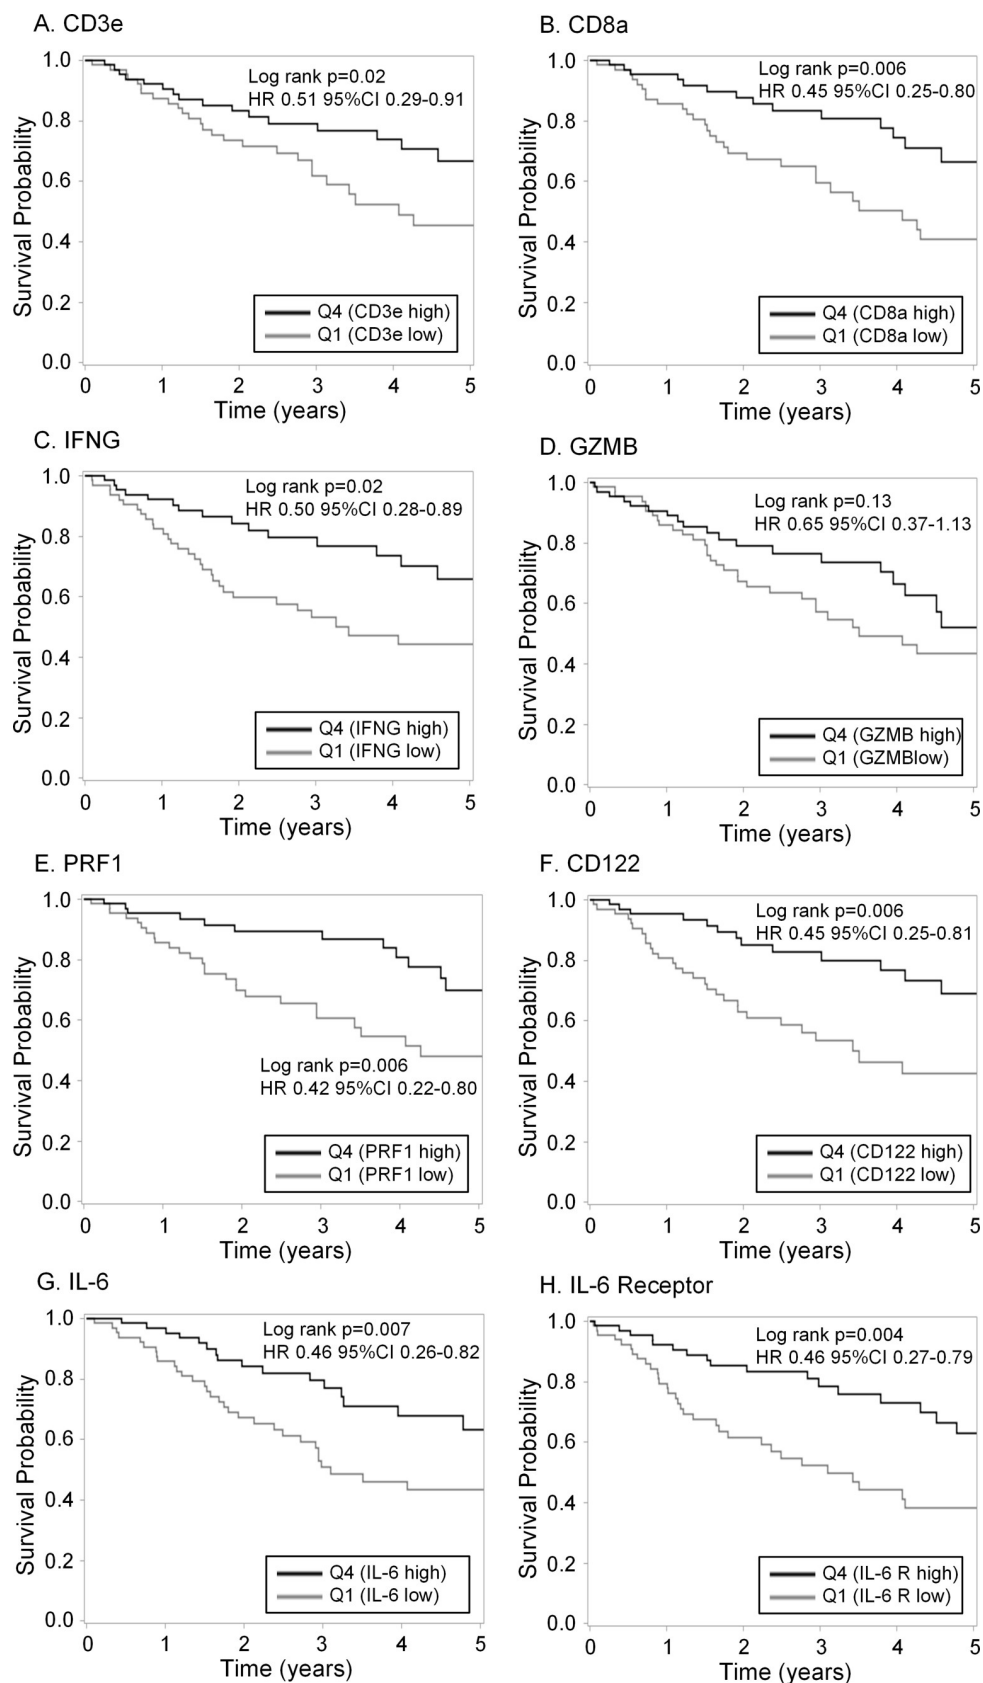 A. CD3e
1.0
0.8
0.6
0.4
0.2
0.0
Survival Probability
Log rank p=0.02
HR 0.51 95%CI 0.29-0.91
Q4 (CD3e high)
Q1 (CD3e low)
0 1 2 3 4 5
Time (years)
B. CD8a
1.0
0.8
0.6
0.4
0.2
0.0
Survival Probability
Log rank p=0.006
HR 0.45 95%CI 0.25-0.80
Q4 (CD8a high)
Q1 (CD8a low)
0 1 2 3 4 5
Time (years)
C. IFNG
1.0
0.8
0.6
0.4
0.2
0.0
Survival Probability
Log rank p=0.02
HR 0.50 95%CI 0.28-0.89
Q4 (IFNG high)
Q1 (IFNG low)
0 1 2 3 4 5
Time (years)
D. GZMB
1.0
0.8
0.6
0.4
0.2
0.0
Survival Probability
Log rank p=0.13
HR 0.65 95%CI 0.37-1.13
Q4 (GZMB high)
Q1 (GZMBlow)
0 1 2 3 4 5
Time (years)
E. PRF1
1.0
0.8
0.6
0.4
0.2
0.0
Survival Probability
Log rank p=0.006
HR 0.42 95%CI 0.22-0.80
Q4 (PRF1 high)
Q1 (PRF1 low)
0 1 2 3 4 5
Time (years)
F. CD122
1.0
0.8
0.6
0.4
0.2
0.0
Survival Probability
Log rank p=0.006
HR 0.45 95%CI 0.25-0.81
Q4 (CD122 high)
Q1 (CD122 low)
0 1 2 3 4 5
Time (years)
G. IL-6
1.0
0.8
0.6
0.4
0.2
0.0
Survival Probability
Log rank p=0.007
HR 0.46 95%CI 0.26-0.82
Q4 (IL-6 high)
Q1 (IL-6 low)
0 1 2 3 4 5
Time (years)
H. IL-6 Receptor
1.0
0.8
0.6
0.4
0.2
0.0
Survival Probability
Log rank p=0.004
HR 0.46 95%CI 0.27-0.79
Q4 (IL-6 R high)
Q1 (IL-6 R low)
0 1 2 3 4 5
Time (years)